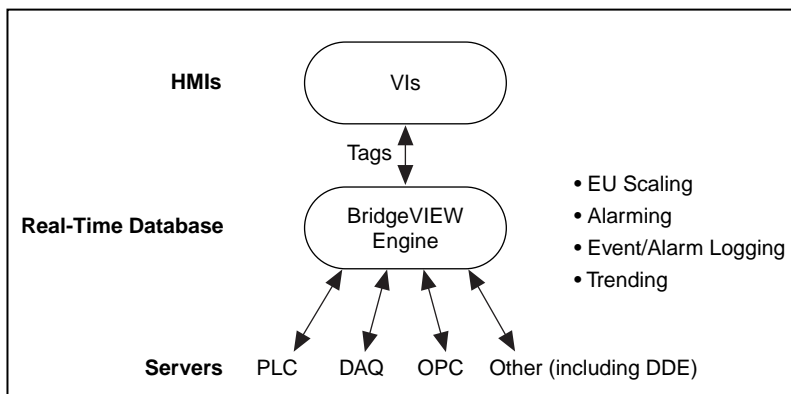 HMIs
VIs
Tags
Real-Time Database
BridgeVIEW
Engine
• EU Scaling
• Alarming
• Event/Alarm Logging
• Trending
Servers PLC DAQ OPC Other (including DDE)